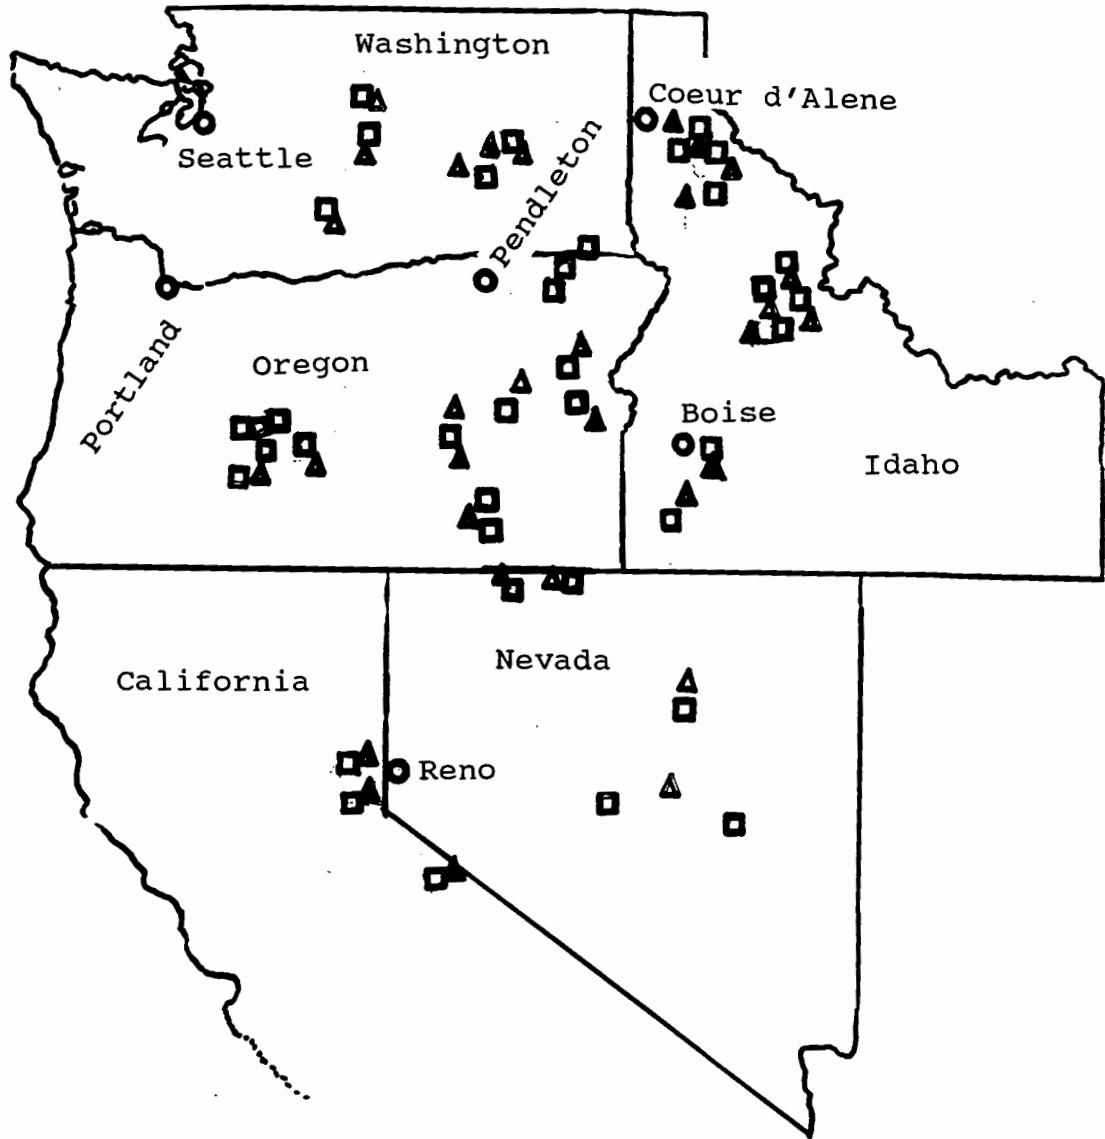 Washington
Coeur d'Alene
Seattle
Pendleton
Portland
Oregon
Boise
Idaho
Nevada
California
Reno